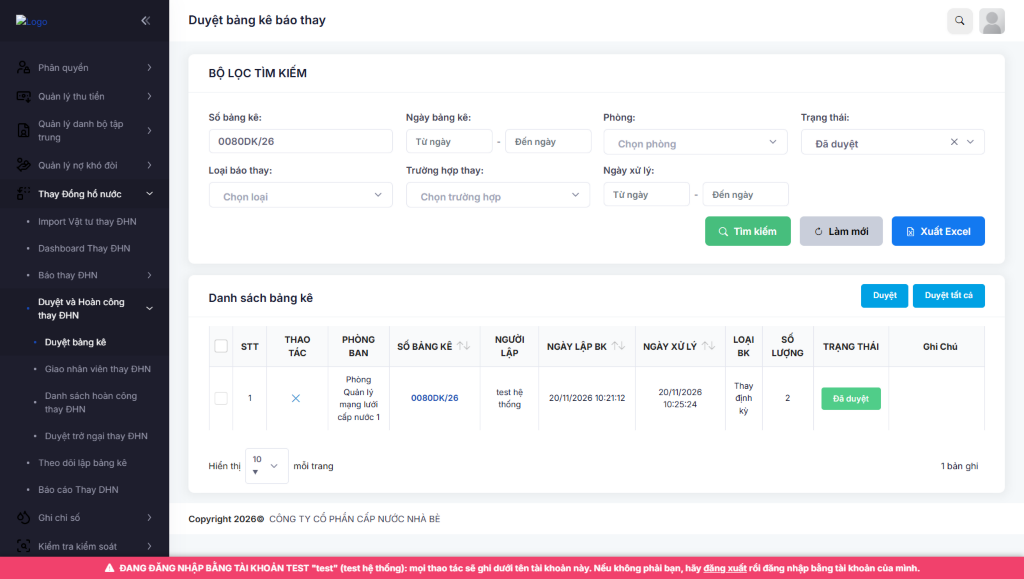 Logo
Duyệt bảng kê báo thay
Phân quyền
Quản lý thu tiền
Quản lý danh bộ tập
trung
Quản lý nợ khó đòi
Thay Đồng hồ nước
Import Vật tư thay ĐHN
Dashboard Thay ĐHN
Báo thay ĐHN
Duyệt và Hoàn công
thay ĐHN
Duyệt bảng kê
Giao nhân viên thay ĐHN
Danh sách hoàn công
thay ĐHN
Duyệt trở ngại thay ĐHN
Theo dõi lập bảng kê
Báo cáo Thay DHN
Ghi chỉ số
Kiểm tra kiểm soát
BỘ LỌC TÌM KIẾM
Số bảng kê:
Ngày bảng kê:
Phòng:
Trạng thái:
0080DK/26
Từ ngày
-
Đến ngày
Chọn phòng
Đã duyệt
Loại báo thay:
Trường hợp thay:
Ngày xử lý:
Chọn loại
Chọn trường hợp
Từ ngày
-
Đến ngày
Tìm kiếm
Làm mới
Xuất Excel
Danh sách bảng kê
Duyệt
Duyệt tất cả
STT
THAO
TÁC
PHÒNG
BAN
SỐ BẢNG KÊ
NGƯỜI
LẬP
NGÀY LẬP BK
NGÀY XỬ LÝ
LOẠI
BK
SỐ
LƯỢNG
TRẠNG THÁI
Ghi Chú
1
Phòng
Quản lý
mạng lưới
cấp nước 1
0080DK/26
test hệ
thống
20/11/2026 10:21:12
20/11/2026
10:25:24
Thay
định
kỳ
2
Đã duyệt
Hiển thị
10
mỗi trang
1 bản ghi
Copyright 2026© CÔNG TY CỔ PHẦN CẤP NƯỚC NHÀ BÈ
ĐANG ĐĂNG NHẬP BẰNG TÀI KHOẢN TEST "test" (test hệ thống): mọi thao tác sẽ ghi dưới tên tài khoản này. Nếu không phải bạn, hãy đăng xuất rồi đăng nhập bằng tài khoản của mình.